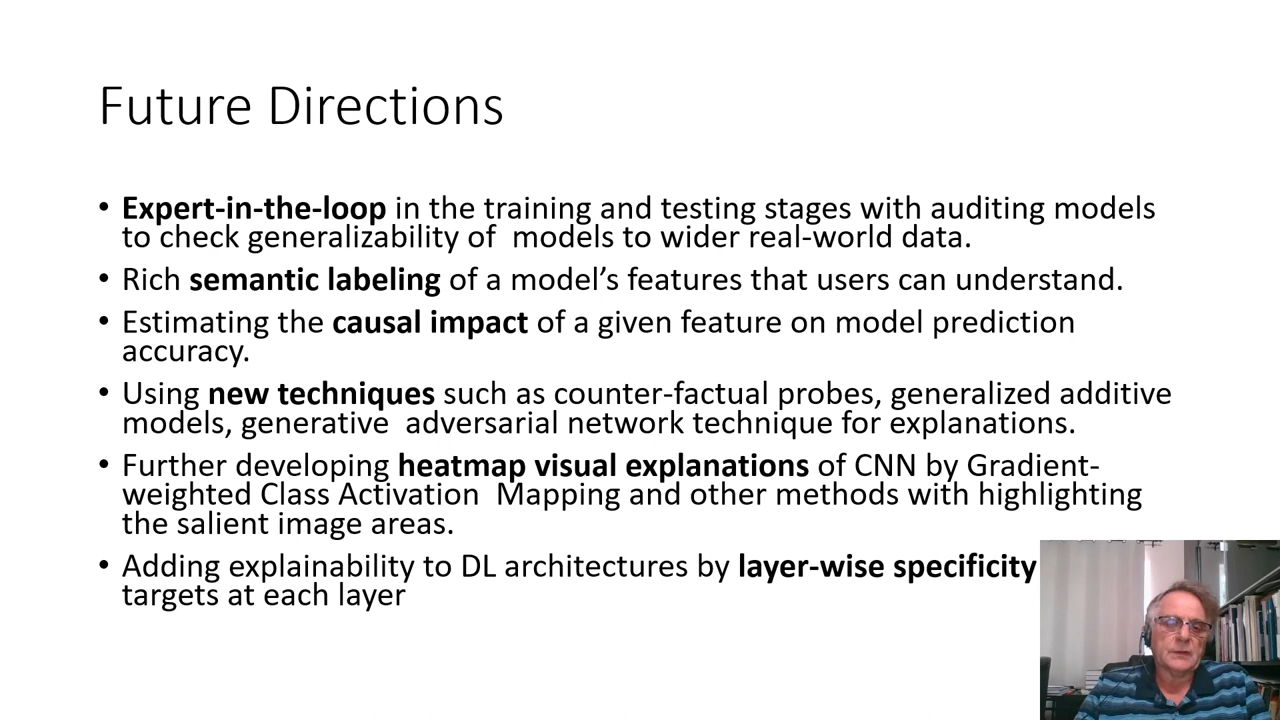 Future Directions
• Expert-in-the-loop in the training and testing stages with auditing models
to check generalizability of  models to wider real-world data.
• Rich semantic labeling of a model’s features that users can understand.
• Estimating the causal impact of a given feature on model prediction
accuracy.
• Using new techniques such as counter-factual probes, generalized additive
models, generative  adversarial network technique for explanations.
• Further developing heatmap visual explanations of CNN by Gradient-
weighted Class Activation  Mapping and other methods with highlighting
the salient image areas.
• Adding explainability to DL architectures by layer-wise specificity
targets at each layer